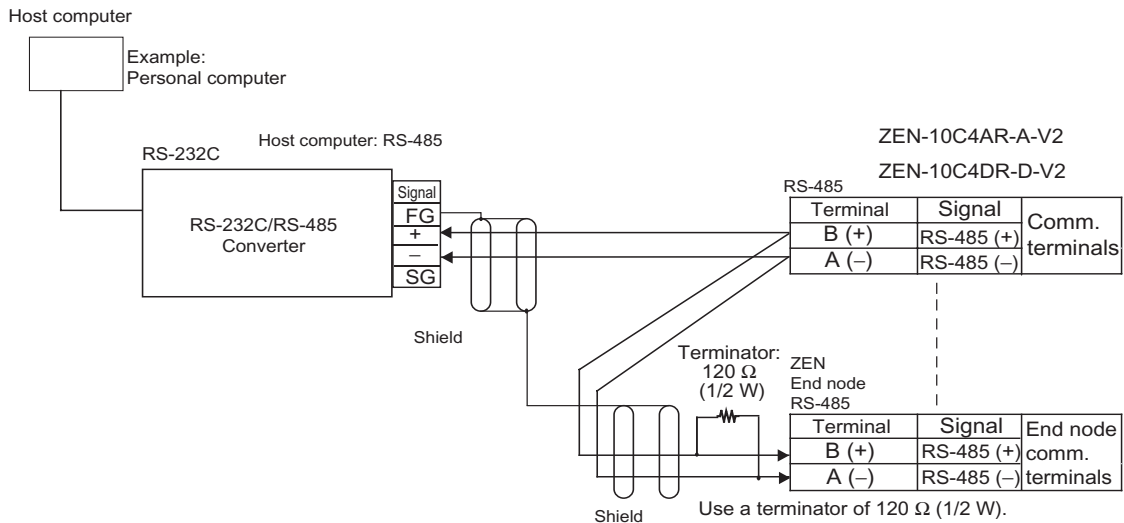 Host computer
Example:
Personal computer
Host computer: RS-485
RS-232C
RS-232C/RS-485
Converter
Signal
FG
+
−
SG
Shield
ZEN-10C4AR-A-V2
ZEN-10C4DR-D-V2
RS-485
Terminal Signal Comm. terminals
B (+) RS-485 (+)
A (−) RS-485 (−)
Terminator:
120 Ω
(1/2 W)
ZEN
End node
RS-485
Terminal Signal End node comm. terminals
B (+) RS-485 (+)
A (−) RS-485 (−)
Shield
Use a terminator of 120 Ω (1/2 W).